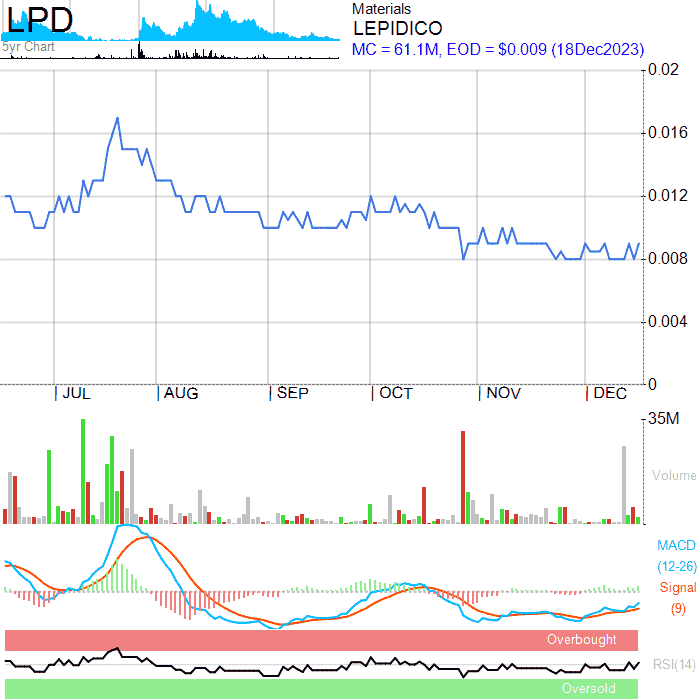 LPD
5yr Chart
Materials
LEPIDICO
MC = 61.1M, EOD = $0.009 (18Dec2023)
0.02
0.016
0.012
0.008
0.004
0
JUL AUG SEP OCT NOV DEC
35M
Volume
MACD
(12-26)
Signal
(9)
Overbought
RSI(14)
Oversold